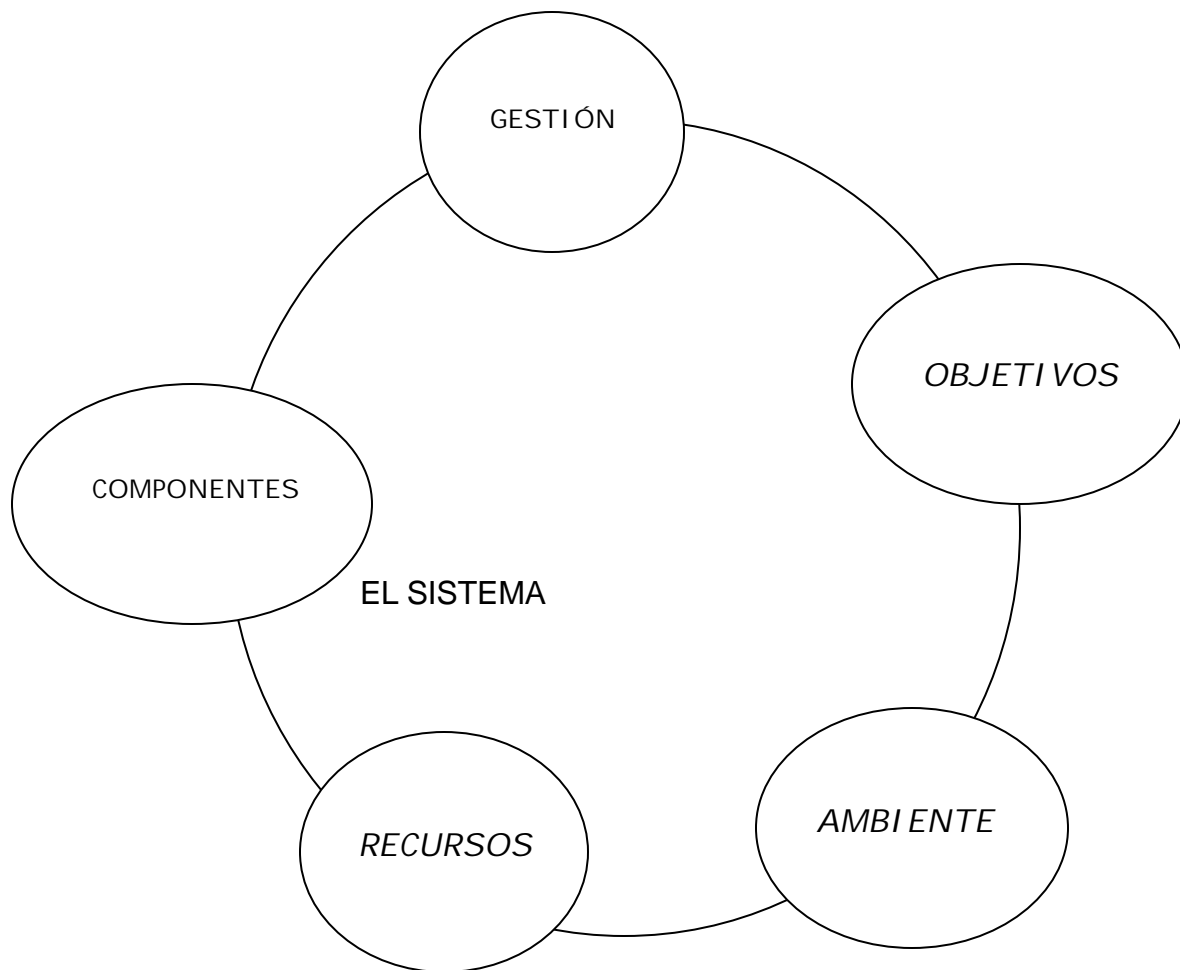 GESTIÓN
OBJETIVOS
COMPONENTES
EL SISTEMA
AMBIENTE
RECURSOS